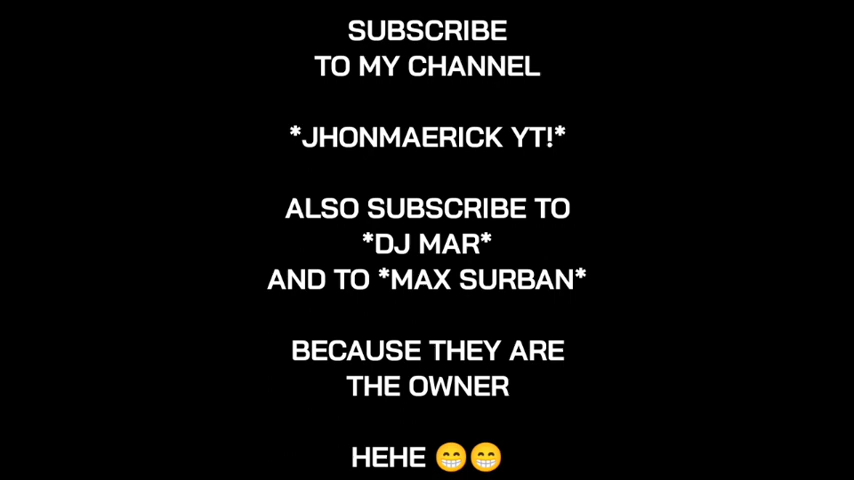 SUBSCRIBE
TO MY CHANNEL
*JHONMAERICK YT!*
ALSO SUBSCRIBE TO
*DJ MAR*
AND TO *MAX SURBAN*
BECAUSE THEY ARE
THE OWNER
HEHE 😁😁